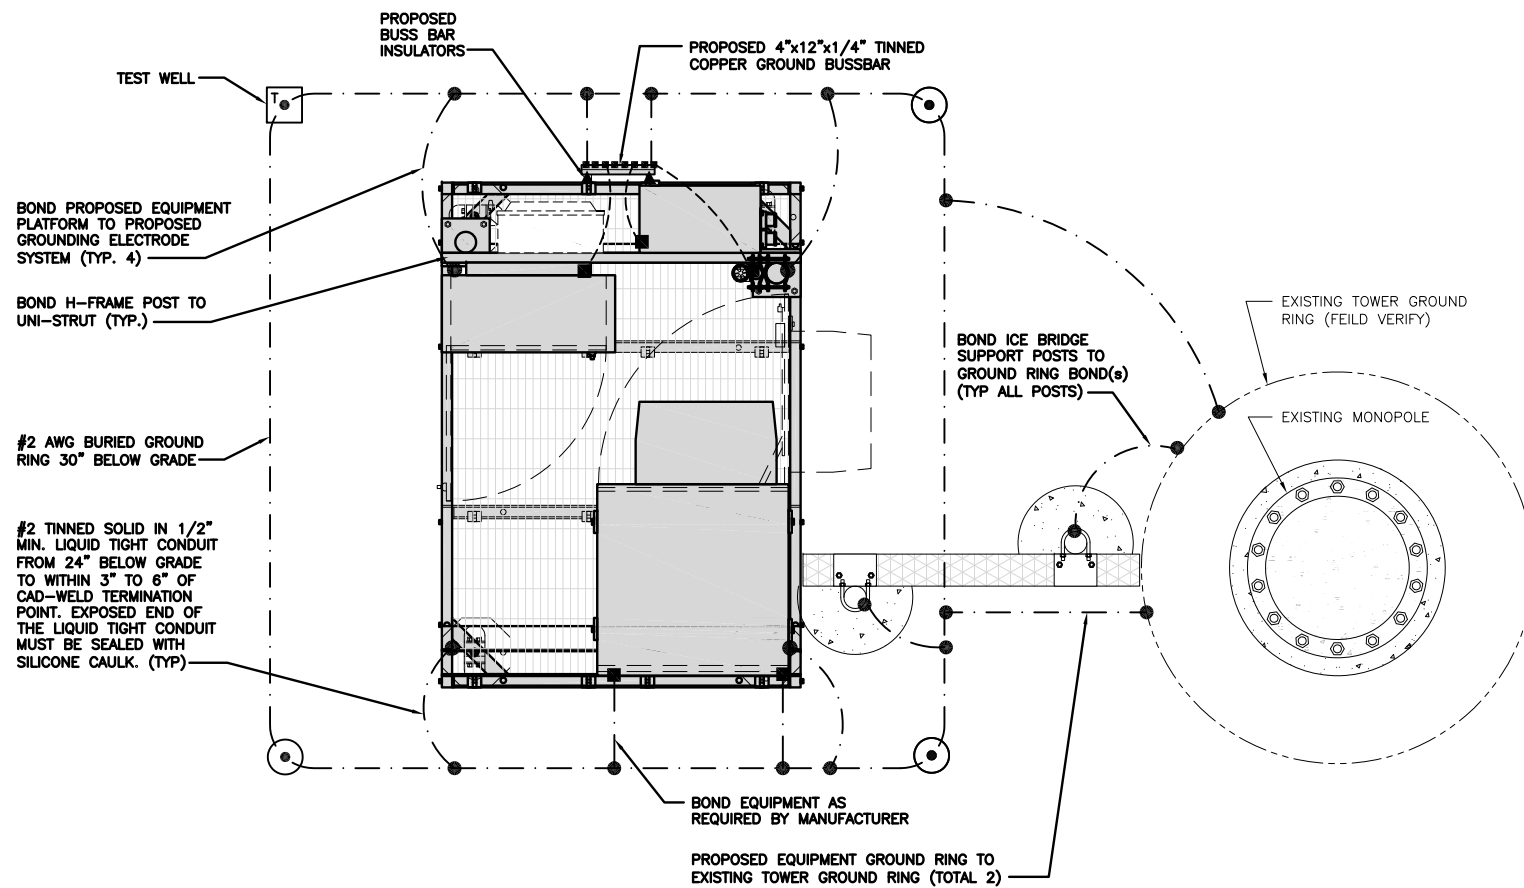 PROPOSED
BUSS BAR
INSULATORS
PROPOSED 4"x12"x1/4" TINNED
COPPER GROUND BUSSBAR
TEST WELL
T
BOND PROPOSED EQUIPMENT
PLATFORM TO PROPOSED
GROUNDING ELECTRODE
SYSTEM (TYP. 4)
BOND H-FRAME POST TO
UNI-STRUT (TYP.)
EXISTING TOWER GROUND
RING (FEILD VERIFY)
BOND ICE BRIDGE
SUPPORT POSTS TO
GROUND RING BOND(s)
(TYP ALL POSTS)
EXISTING MONOPOLE
#2 AWG BURIED GROUND
RING 30" BELOW GRADE
#2 TINNED SOLID IN 1/2"
MIN. LIQUID TIGHT CONDUIT
FROM 24" BELOW GRADE
TO WITHIN 3" TO 6" OF
CAD-WELD TERMINATION
POINT. EXPOSED END OF
THE LIQUID TIGHT CONDUIT
MUST BE SEALED WITH
SILICONE CAULK. (TYP)
BOND EQUIPMENT AS
REQUIRED BY MANUFACTURER
PROPOSED EQUIPMENT GROUND RING TO
EXISTING TOWER GROUND RING (TOTAL 2)